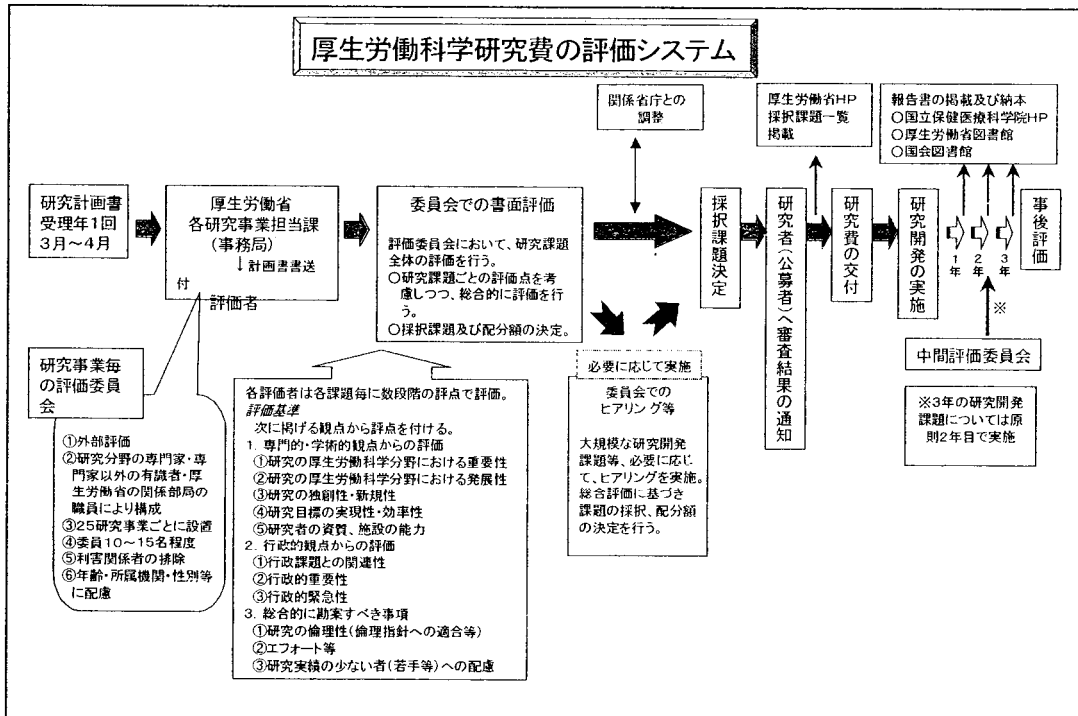 厚生労働科学研究費の評価システム
関係省庁との
調整
厚生労働省HP
採択課題一覧
掲載
報告書の掲載及び納本
○国立保健医療科学院HP
○厚生労働省図書館
○国会図書館
研究計画書
受理年1回
3月～4月
厚生労働省
各研究事業担当課
(事務局)
↓計画書書送
付
評価者
委員会での書面評価
評価委員会において、研究課題
全体の評価を行う。
○研究課題ごとの評価点を考
慮しつつ、総合的に評価を行
う。
○採択課題及び配分額の決定。
採択課題決定
研究者(公募者)へ審査結果の通知
研究費の交付
研究開発の実施
1年
2年
3年
事後評価
※
中間評価委員会
※3年の研究開発
課題については原
則2年目で実施
必要に応じて実施
委員会での
ヒアリング等
大規模な研究開発
課題等、必要に応じ
て、ヒアリングを実施。
総合評価に基づき
課題の採択、配分額
の決定を行う。
研究事業毎
の評価委員
会
①外部評価
②研究分野の専門家・専
門家以外の有識者・厚
生労働省の関係部局の
職員により構成
③25研究事業ごとに設置
④委員10～15名程度
⑤利害関係者の排除
⑥年齢・所属機関・性別等
に配慮
各評価者は各課題毎に数段階の評点で評価。
評価基準
次に掲げる観点から評点を付ける。
1. 専門的・学術的観点からの評価
①研究の厚生労働科学分野における重要性
②研究の厚生労働科学分野における発展性
③研究の独創性・新規性
④研究目標の実現性・効率性
⑤研究者の資質、施設の能力
2. 行政的観点からの評価
①行政課題との関連性
②行政的重要性
③行政的緊急性
3. 総合的に勘案すべき事項
①研究の倫理性(倫理指針への適合等)
②エフォート等
③研究実績の少ない者(若手等)への配慮